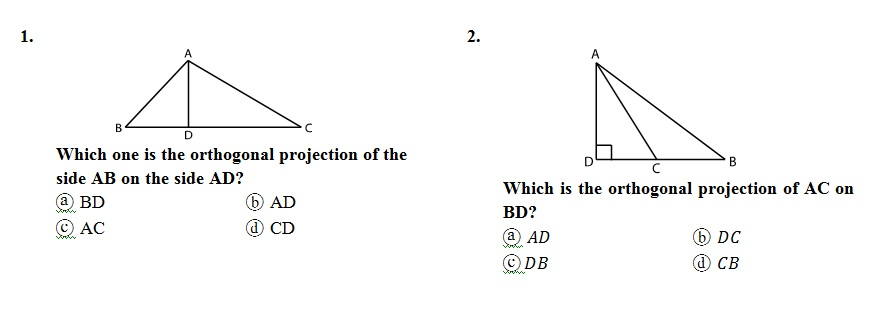 1.
A
B
D
C
Which one is the orthogonal projection of the
side AB on the side AD?
ⓐ BD ⓑ AD
ⓒ AC ⓓ CD
2.
A
D
C
B
Which is the orthogonal projection of AC on
BD?
ⓐ AD ⓑ DC
ⓒ DB ⓓ CB